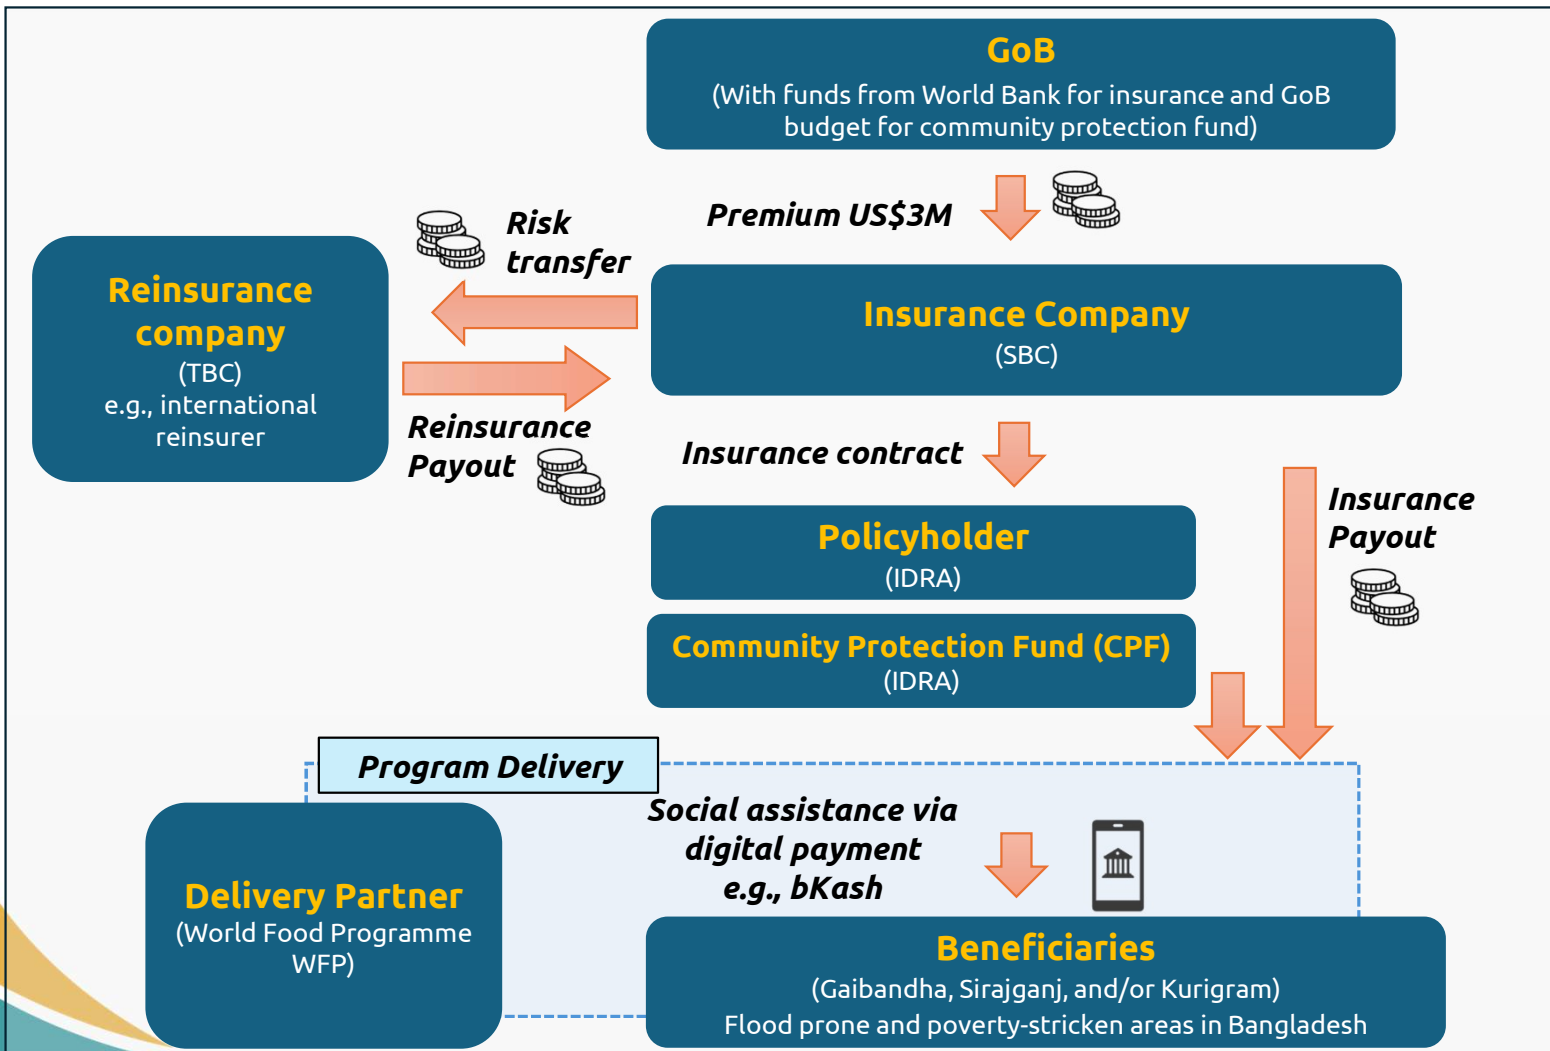 GoB
(With funds from World Bank for insurance and GoB
budget for community protection fund)
Premium US$3M
Risk
transfer
Reinsurance
company
(TBC)
e.g., international
reinsurer
Insurance Company
(SBC)
Reinsurance
Payout
Insurance contract
Insurance
Payout
Policyholder
(IDRA)
Community Protection Fund (CPF)
(IDRA)
Program Delivery
Social assistance via
digital payment
e.g., bKash
Delivery Partner
(World Food Programme
WFP)
Beneficiaries
(Gaibandha, Sirajganj, and/or Kurigram)
Flood prone and poverty-stricken areas in Bangladesh